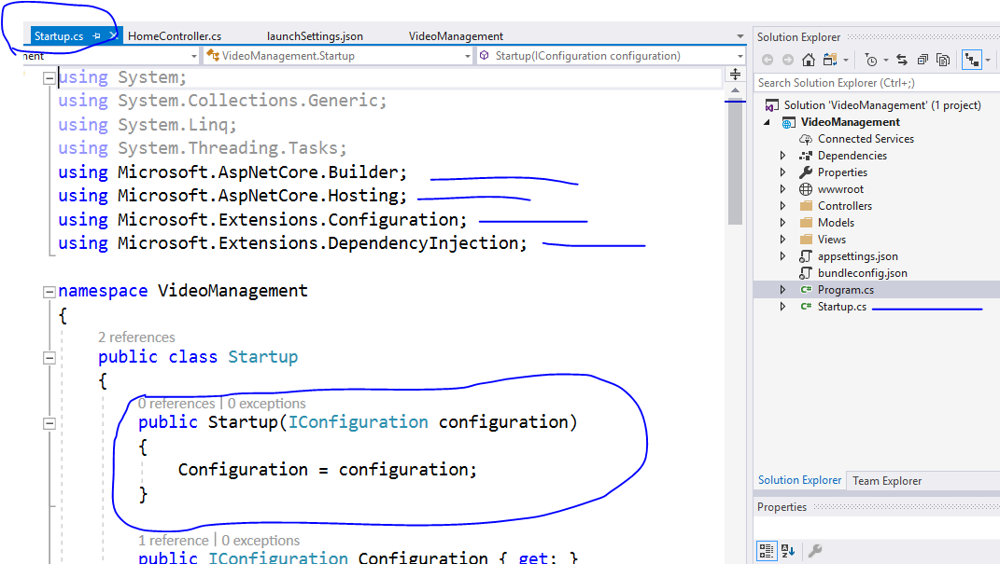 Startup.cs
HomeController.cs
launchSettings.json
VideoManagement
ment
VideoManagement.Startup
Startup(IConfiguration configuration)
using System;
using System.Collections.Generic;
using System.Linq;
using System.Threading.Tasks;
using Microsoft.AspNetCore.Builder;
using Microsoft.AspNetCore.Hosting;
using Microsoft.Extensions.Configuration;
using Microsoft.Extensions.DependencyInjection;
namespace VideoManagement
{
2 references
public class Startup
{
0 references | 0 exceptions
public Startup(IConfiguration configuration)
{
Configuration = configuration;
}
1 reference | 0 exceptions
public IConfiguration Configuration { get; }
Solution Explorer
Search Solution Explorer (Ctrl+;)
Solution 'VideoManagement' (1 project)
VideoManagement
Connected Services
Dependencies
Properties
wwwroot
Controllers
Models
Views
appsettings.json
bundleconfig.json
C# Program.cs
C# Startup.cs
Solution Explorer
Team Explorer
Properties